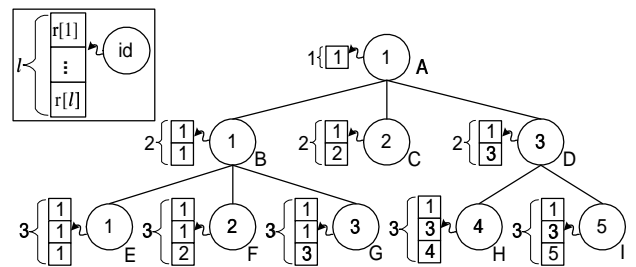 l
r[1]
⋮
r[l]
id
1 1 1 A
2 1 1 1 B
2 1 2 2 C
2 1 3 3 D
3 1 1 1 1 E
3 1 1 2 2 F
3 1 1 3 3 G
3 1 3 4 4 H
3 1 3 5 5 I